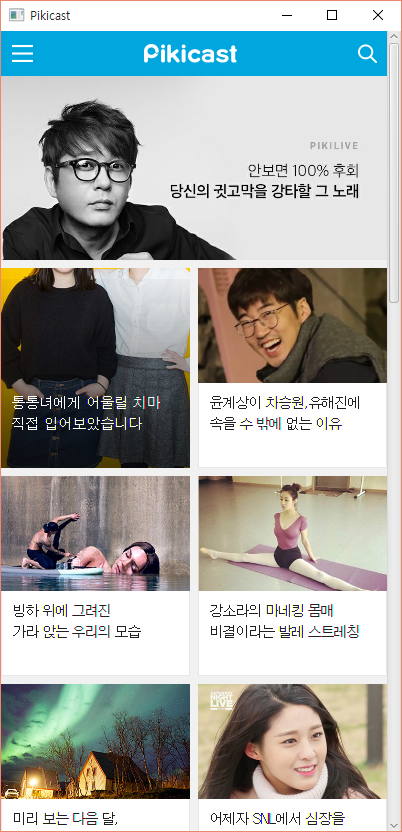 Pikicast
Pikicast
PIKILIVE
안보면 100% 후회
당신의 귓고막을 강타할 그 노래
통통녀에게 어울릴 치마
직접 입어보았습니다
윤계상이 차승원,유해진에
속을 수 밖에 없는 이유
빙하 위에 그려진
가라 앉는 우리의 모습
강소라의 마네킹 몸매
비결이라는 발레 스트레칭
SATURDAY
NIGHT
LIVE
미리 보는 다음 달,
어제자 SNL에서 심장을